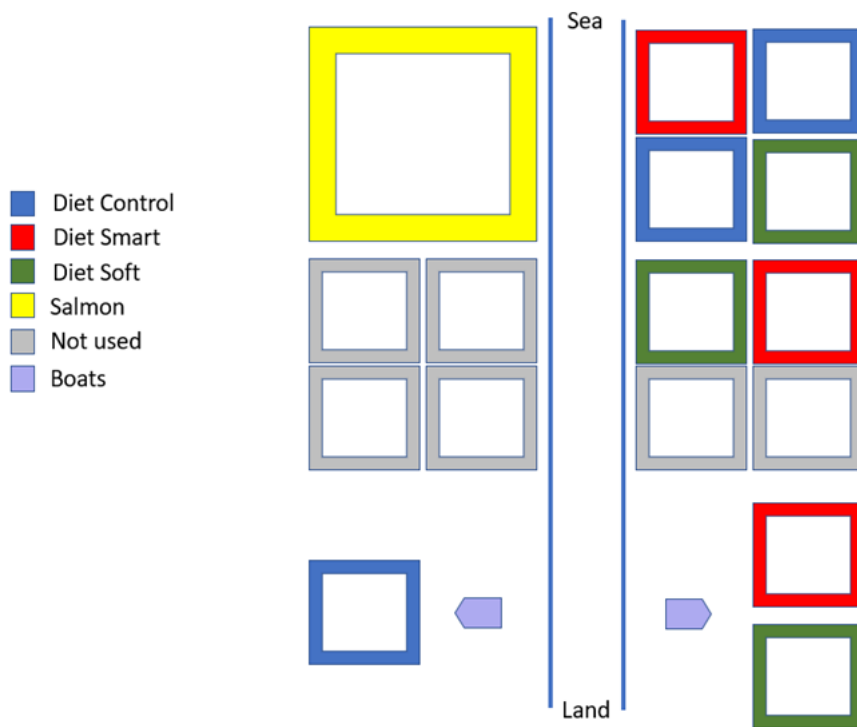 Sea
Diet Control
Diet Smart
Diet Soft
Salmon
Not used
Boats
Land